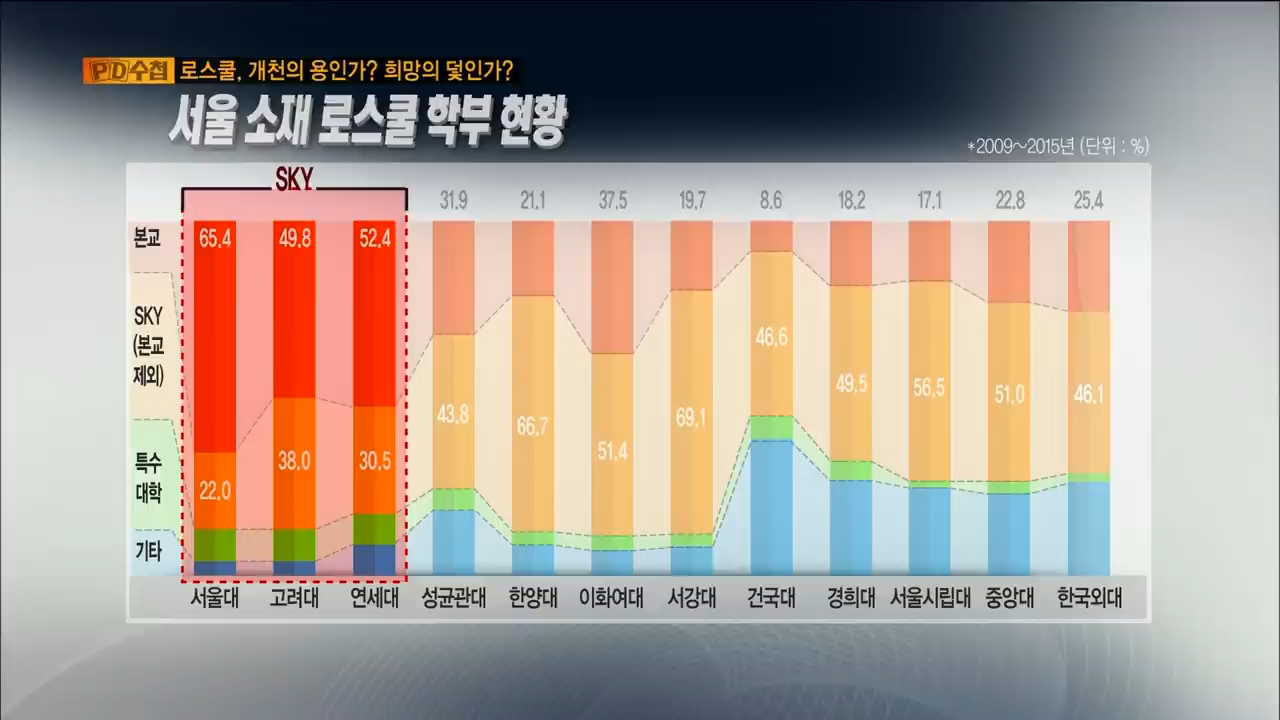 PD수첩 로스쿨, 개천의 용인가? 희망의 덫인가?
서울 소재 로스쿨 학부 현황
*2009~2015년 (단위 : %)
SKY
31.9 21.1 37.5 19.7 8.6 18.2 17.1 22.8 25.4
본교 65.4 49.8 52.4
SKY
(본교
제외)
46.6
43.8 66.7 51.4 69.1 49.5 56.5 51.0 46.1
22.0 38.0 30.5
특수
대학
기타
서울대 고려대 연세대 성균관대 한양대 이화여대 서강대 건국대 경희대 서울시립대 중앙대 한국외대